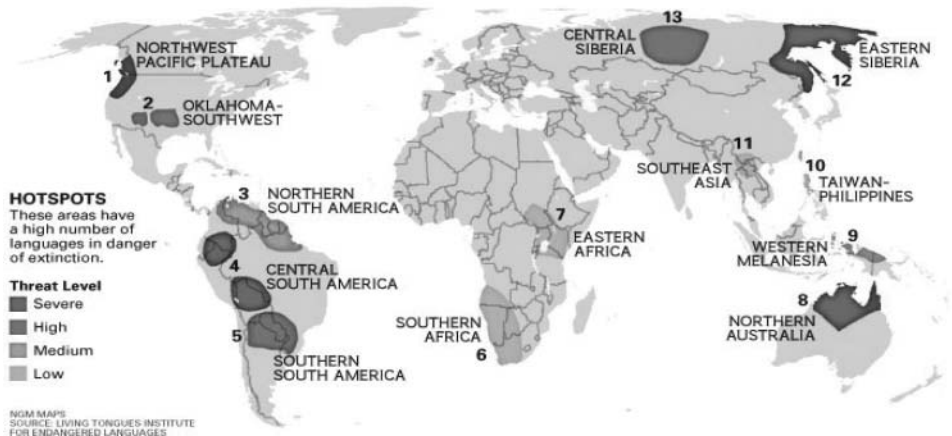 13
CENTRAL
SIBERIA
EASTERN
SIBERIA
12
NORTHWEST
PACIFIC PLATEAU
1
2
OKLAHOMA-
SOUTHWEST
11
SOUTHEAST
ASIA
10
TAIWAN-
PHILIPPINES
HOTSPOTS
These areas have
a high number of
languages in danger
of extinction.
Threat Level
Severe
High
Medium
Low
3
NORTHERN
SOUTH AMERICA
4
CENTRAL
SOUTH AMERICA
5
SOUTHERN
SOUTH AMERICA
7
EASTERN
AFRICA
SOUTHERN
AFRICA
6
9
WESTERN
MELANESIA
8
NORTHERN
AUSTRALIA
NGM MAPS
SOURCE: LIVING TONGUES INSTITUTE
FOR ENDANGERED LANGUAGES